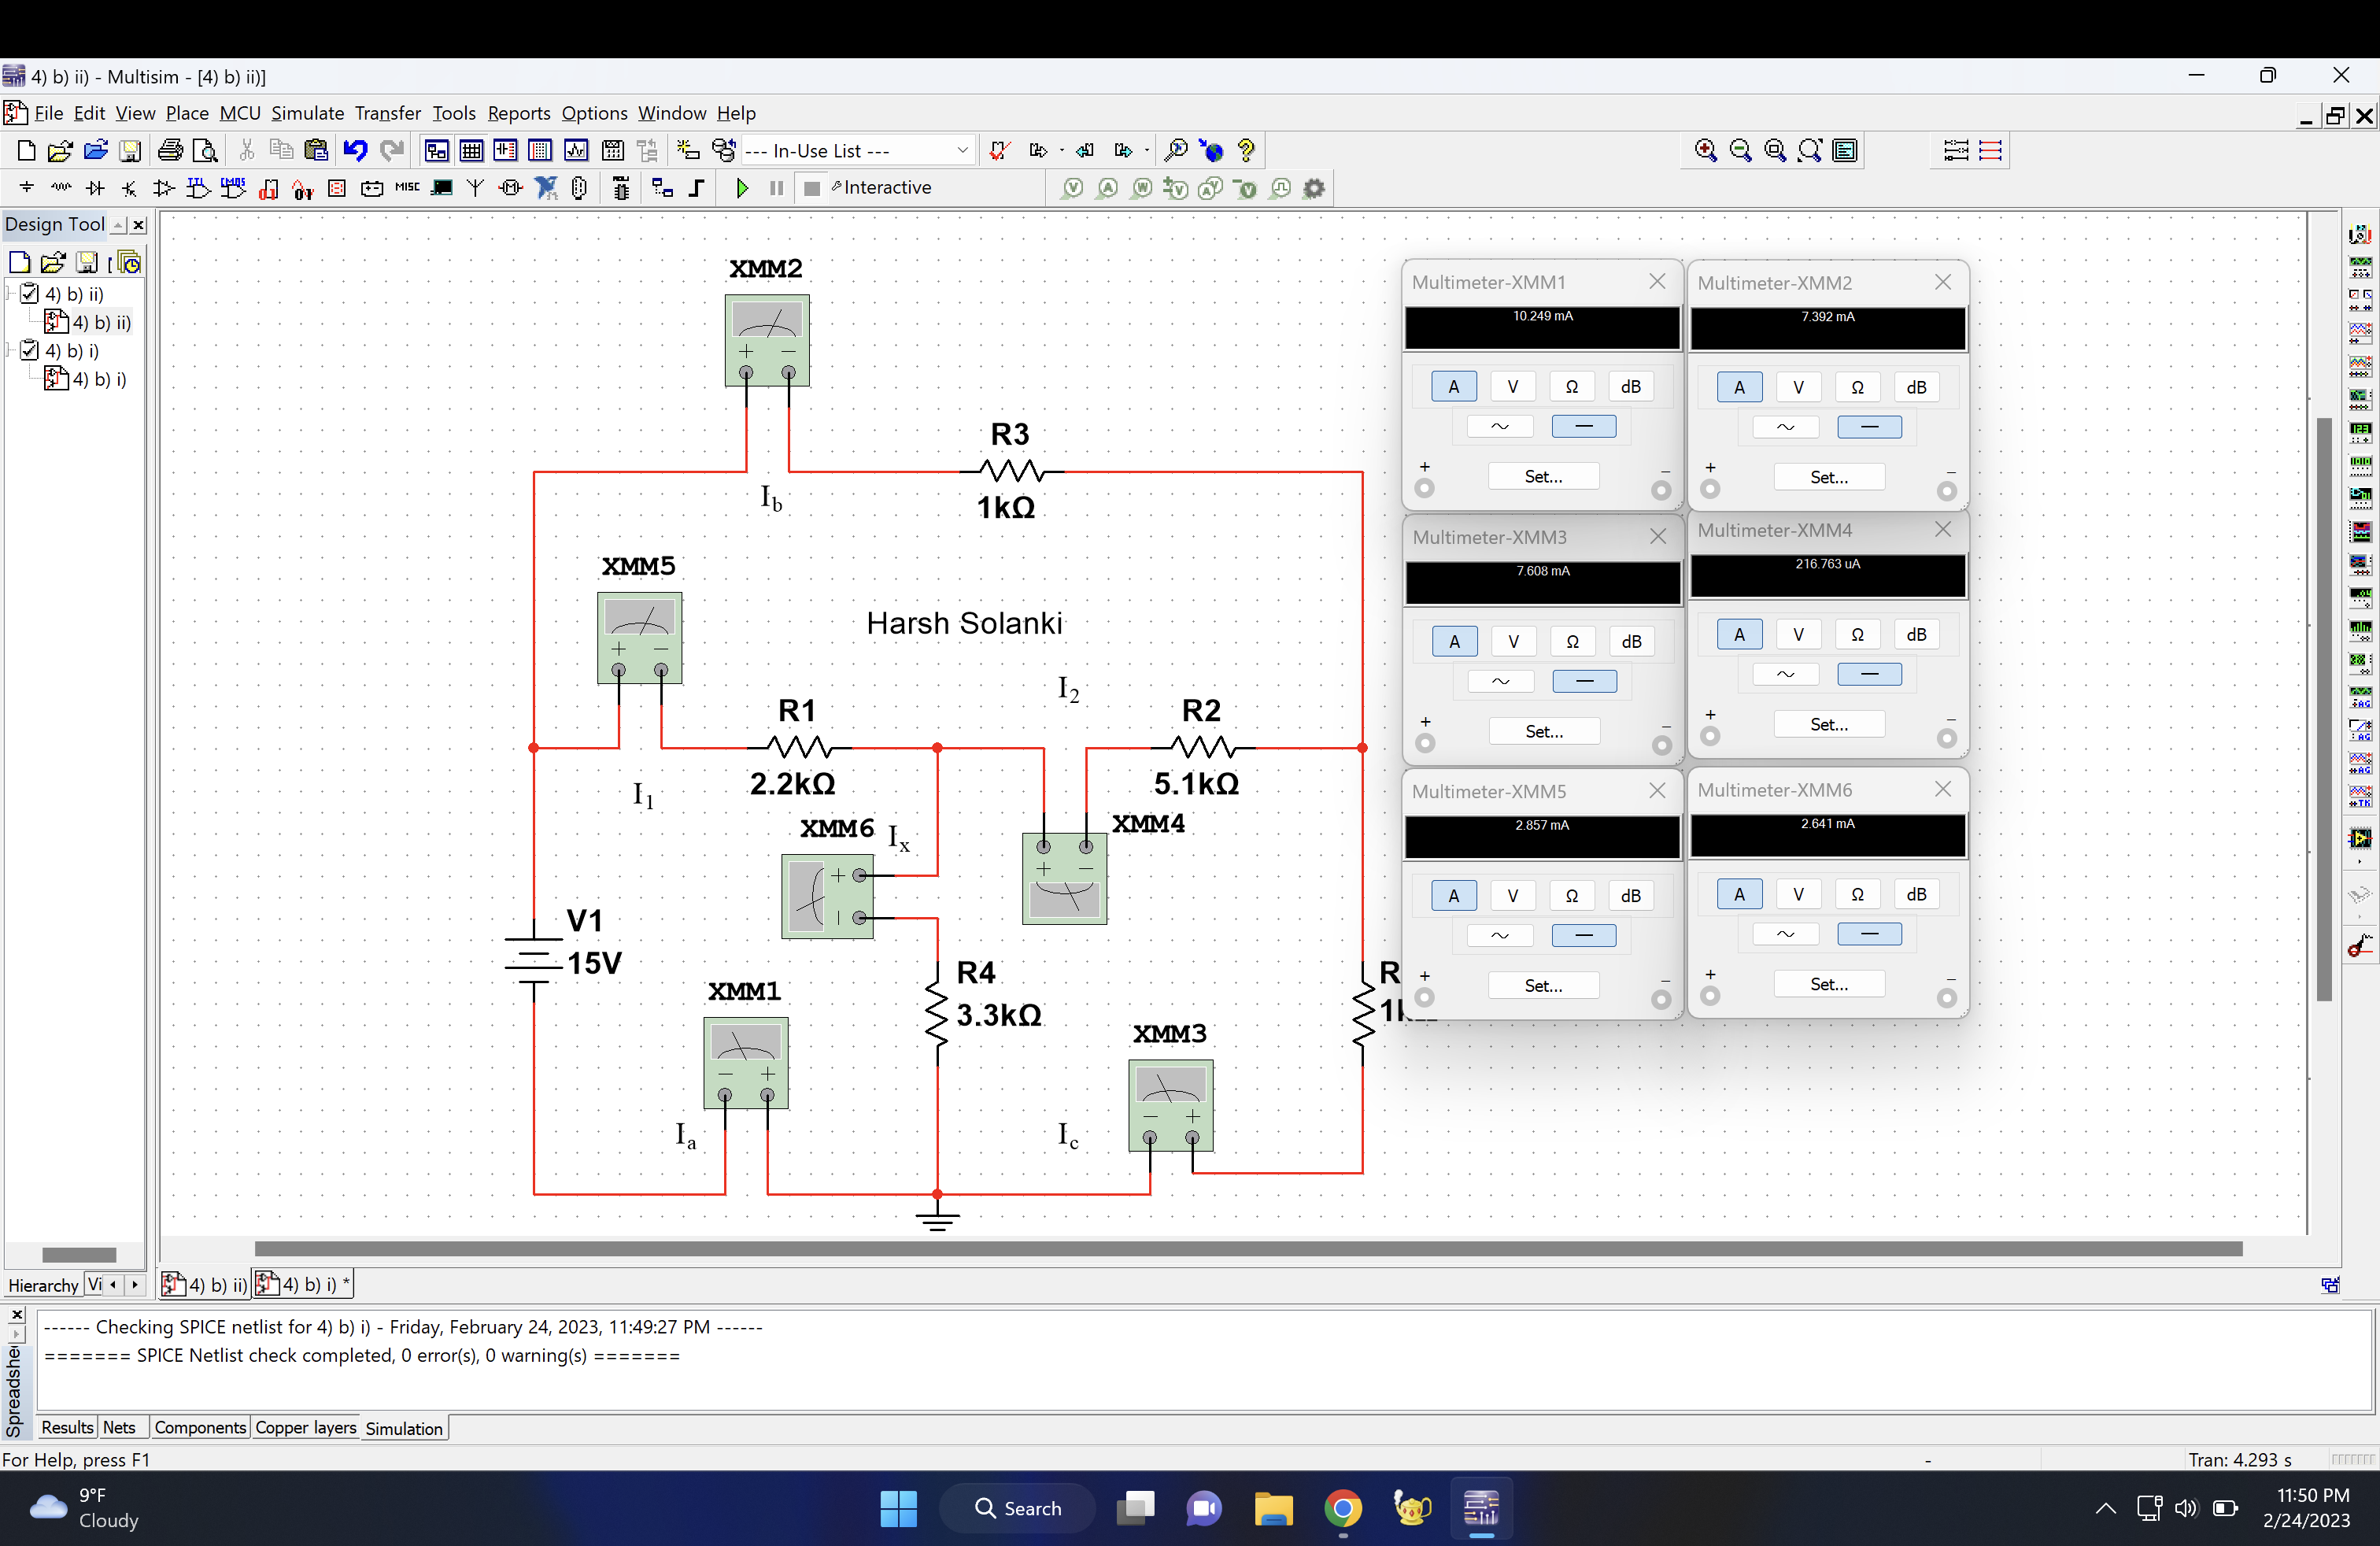 4) b) ii) - Multisim - [4) b) ii)]
File Edit View Place MCU Simulate Transfer Tools Reports Options Window Help
--- In-Use List ---
MISC
Interactive
Design Tool
4) b) ii)
4) b) ii)
4) b) i)
4) b) i)
XMM2
R3
1kΩ
Ib
XMM5
Harsh Solanki
I2
R1
2.2kΩ
R2
5.1kΩ
I1
XMM6
Ix
XMM4
V1
15V
XMM1
R4
3.3kΩ
XMM3
Ia
Ic
R
Multimeter-XMM1
10.249 mA
A V Ω dB
~ —
+ −
Set...
Multimeter-XMM2
7.392 mA
A V Ω dB
~ —
+ −
Set...
Multimeter-XMM3
7.608 mA
A V Ω dB
~ —
+ −
Set...
Multimeter-XMM4
216.763 uA
A V Ω dB
~ —
+ −
Set...
Multimeter-XMM5
2.857 mA
A V Ω dB
~ —
+ −
Set...
Multimeter-XMM6
2.641 mA
A V Ω dB
~ —
+ −
Set...
Hierarchy Vi
4) b) ii) 4) b) i) *
------ Checking SPICE netlist for 4) b) i) - Friday, February 24, 2023, 11:49:27 PM ------
======= SPICE Netlist check completed, 0 error(s), 0 warning(s) =======
Spreadshe
Results Nets Components Copper layers Simulation
For Help, press F1
- Tran: 4.293 s
9°F
Cloudy
Search
11:50 PM
2/24/2023